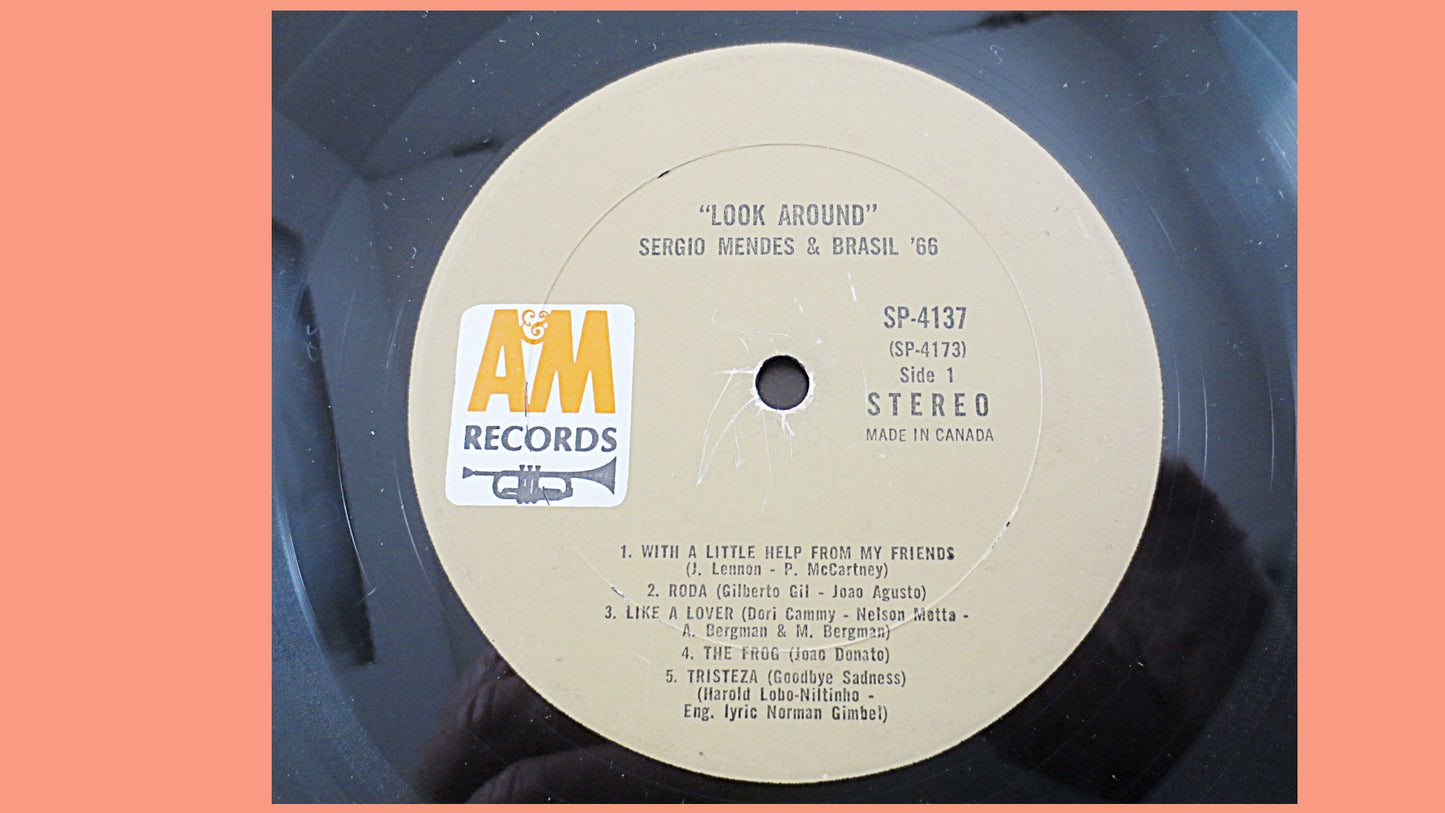 “LOOK AROUND”
SERGIO MENDES & BRASIL ’66
A&M
RECORDS
SP-4137
(SP-4173)
Side 1
STEREO
MADE IN CANADA
1. WITH A LITTLE HELP FROM MY FRIENDS
(J. Lennon - P. McCartney)
2. RODA (Gilberto Gil - Joao Agusto)
3. LIKE A LOVER (Dori Cammy - Nelson Motta -
A. Bergman & M. Bergman)
4. THE FROG (Joao Donato)
5. TRISTEZA (Goodbye Sadness)
(Harold Lobo-Niltinho -
Eng. lyric Norman Gimbel)